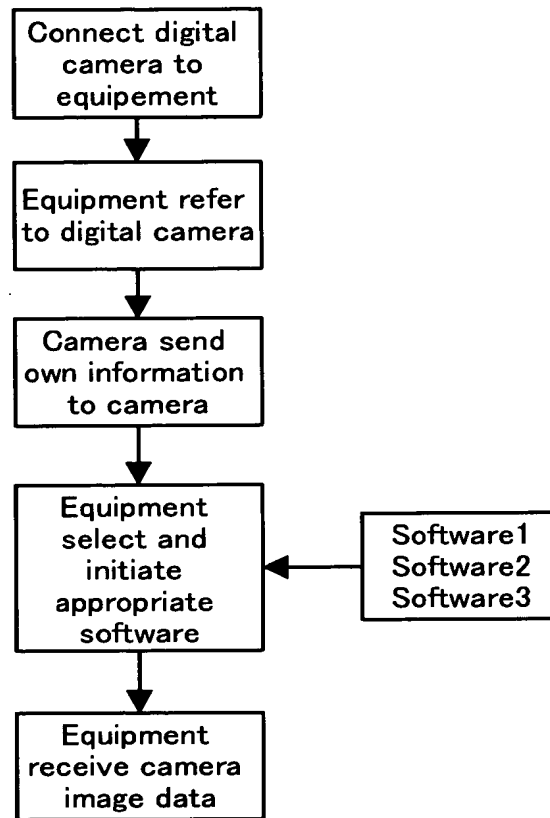 Connect digital
camera to
equipement
Equipment refer
to digital camera
Camera send
own information
to camera
Equipment
select and
initiate
appropriate
software
Software1
Software2
Software3
Equipment
receive camera
image data